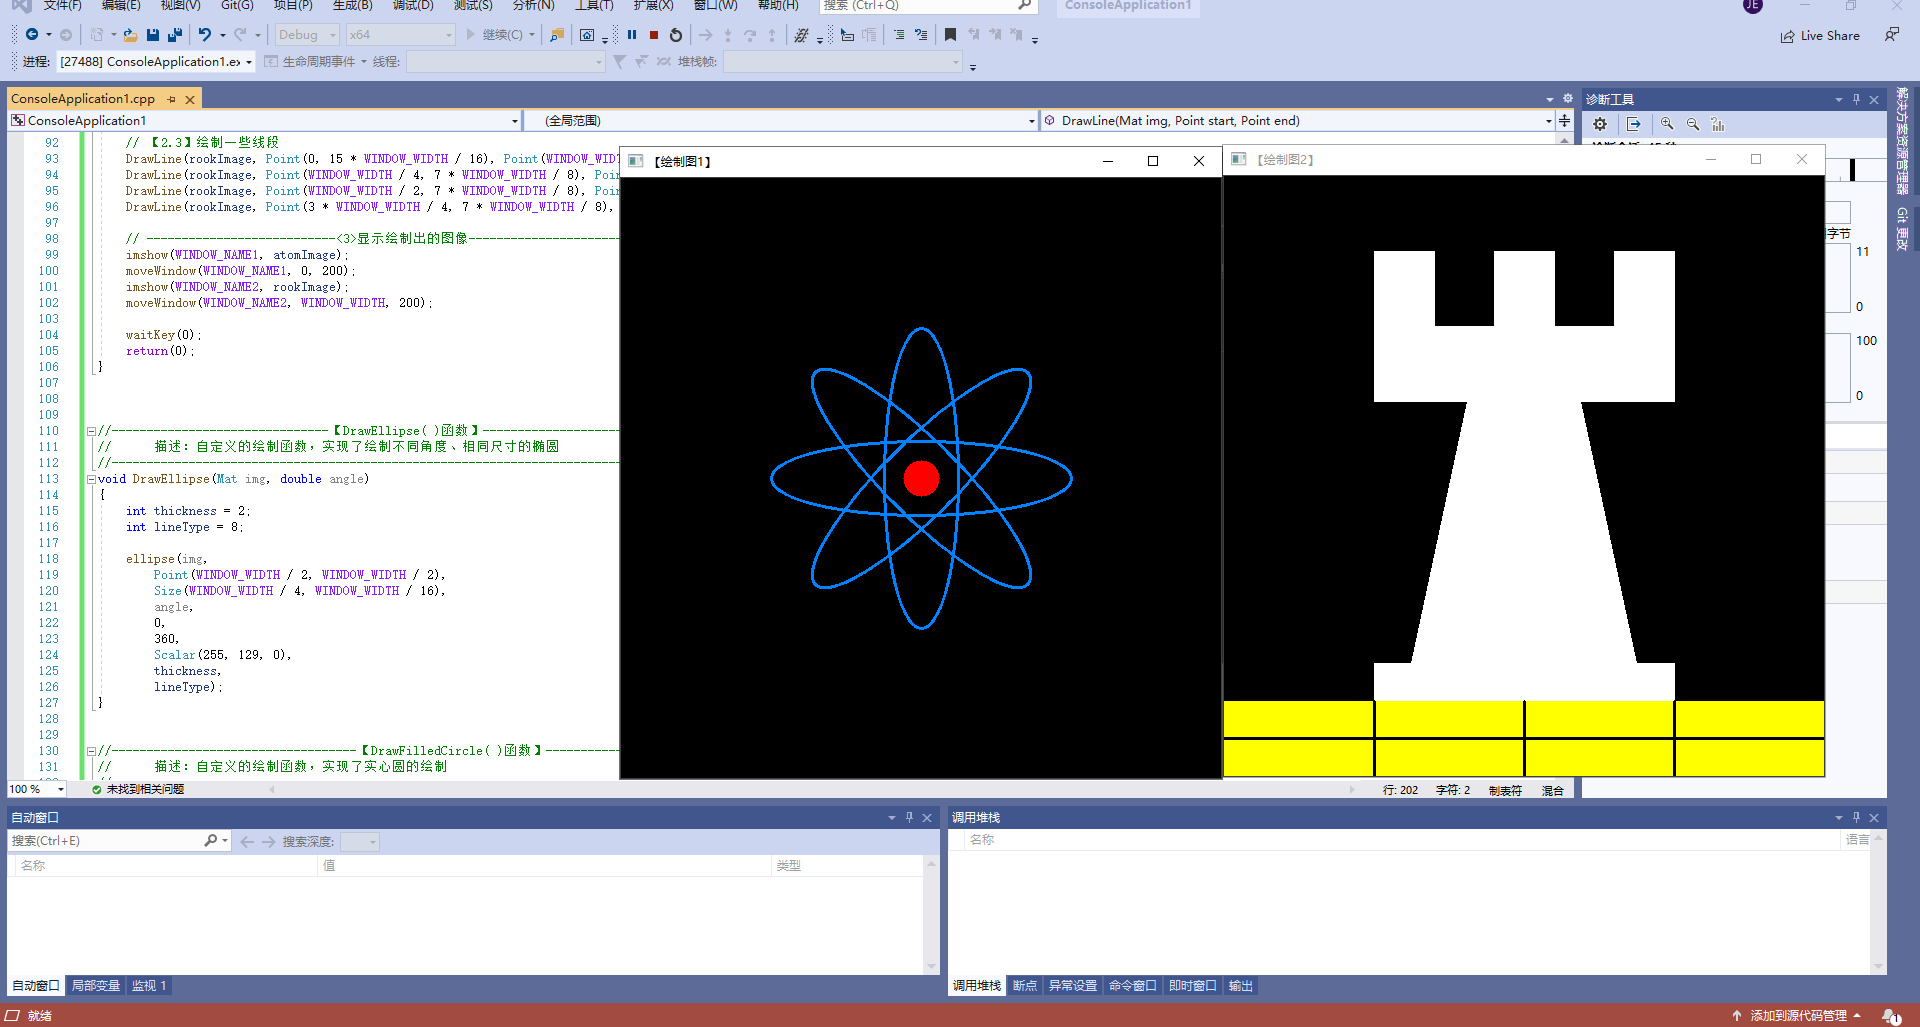 文件(F) 编辑(E) 视图(V) Git(G) 项目(P) 生成(B) 调试(D) 测试(S) 分析(N) 工具(T) 扩展(X) 窗口(W) 帮助(H) 搜索 (Ctrl+Q) ConsoleApplication1 JE
Debug x64 继续(C) Live Share
进程: [27488] ConsoleApplication1.ex 生命周期事件 线程: 堆栈帧:
ConsoleApplication1.cpp
ConsoleApplication1 (全局范围) DrawLine(Mat img, Point start, Point end)
92 // 【2.3】绘制一些线段
93 DrawLine(rookImage, Point(0, 15 * WINDOW_WIDTH / 16), Point(WINDOW_WIDT
94 DrawLine(rookImage, Point(WINDOW_WIDTH / 4, 7 * WINDOW_WIDTH / 8), Poin
95 DrawLine(rookImage, Point(WINDOW_WIDTH / 2, 7 * WINDOW_WIDTH / 8), Poin
96 DrawLine(rookImage, Point(3 * WINDOW_WIDTH / 4, 7 * WINDOW_WIDTH / 8),
97
98 // ---------------------------<3>显示绘制出的图像----------------------
99 imshow(WINDOW_NAME1, atomImage);
100 moveWindow(WINDOW_NAME1, 0, 200);
101 imshow(WINDOW_NAME2, rookImage);
102 moveWindow(WINDOW_NAME2, WINDOW_WIDTH, 200);
103
104 waitKey(0);
105 return(0);
106 }
107
108
109
110 //-------------------------------【DrawEllipse( )函数】--------------------
111 // 描述: 自定义的绘制函数, 实现了绘制不同角度、相同尺寸的椭圆
112 //-------------------------------------------------------------------------
113 void DrawEllipse(Mat img, double angle)
114 {
115 int thickness = 2;
116 int lineType = 8;
117
118 ellipse(img,
119 Point(WINDOW_WIDTH / 2, WINDOW_WIDTH / 2),
120 Size(WINDOW_WIDTH / 4, WINDOW_WIDTH / 16),
121 angle,
122 0,
123 360,
124 Scalar(255, 129, 0),
125 thickness,
126 lineType);
127 }
128
129
130 //-----------------------------------【DrawFilledCircle( )函数】-----------
131 // 描述: 自定义的绘制函数, 实现了实心圆的绘制
【绘制图1】
【绘制图2】
诊断工具
字节
11
0
100
0
解决方案资源管理器
Git 更改
100 % 未找到相关问题 行: 202 字符: 2 制表符 混合
自动窗口
搜索(Ctrl+E) 搜索深度:
名称 值 类型
自动窗口 局部变量 监视 1
调用堆栈
名称 语言
调用堆栈 断点 异常设置 命令窗口 即时窗口 输出
就绪 添加到源代码管理 1